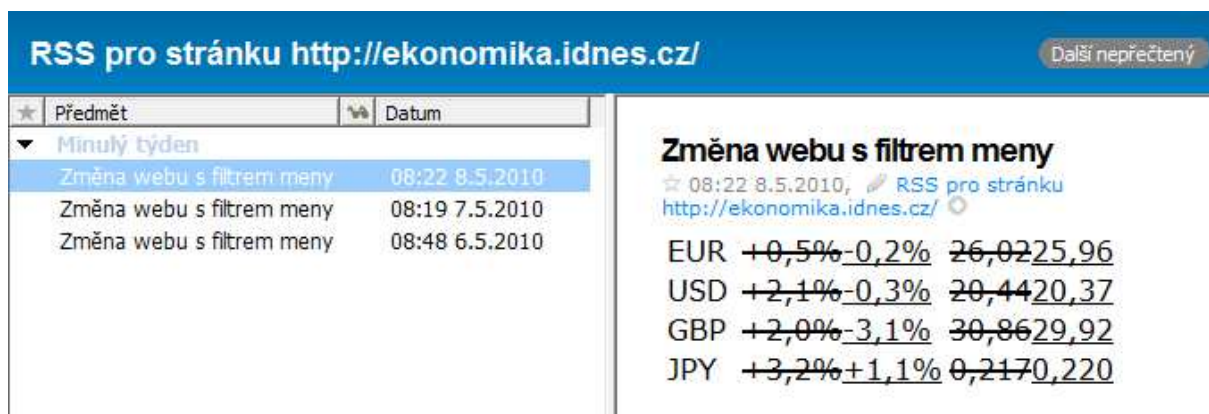 RSS pro stránku http://ekonomika.idnes.cz/
Další nepřečtený
Předmět Datum
Minulý týden
Změna webu s filtrem meny 08:22 8.5.2010
Změna webu s filtrem meny 08:19 7.5.2010
Změna webu s filtrem meny 08:48 6.5.2010
Změna webu s filtrem meny
08:22 8.5.2010, RSS pro stránku
http://ekonomika.idnes.cz/
EUR +0,5%-0,2% 26,0225,96
USD +2,1%-0,3% 20,4420,37
GBP +2,0%-3,1% 30,8629,92
JPY +3,2%+1,1% 0,2170,220